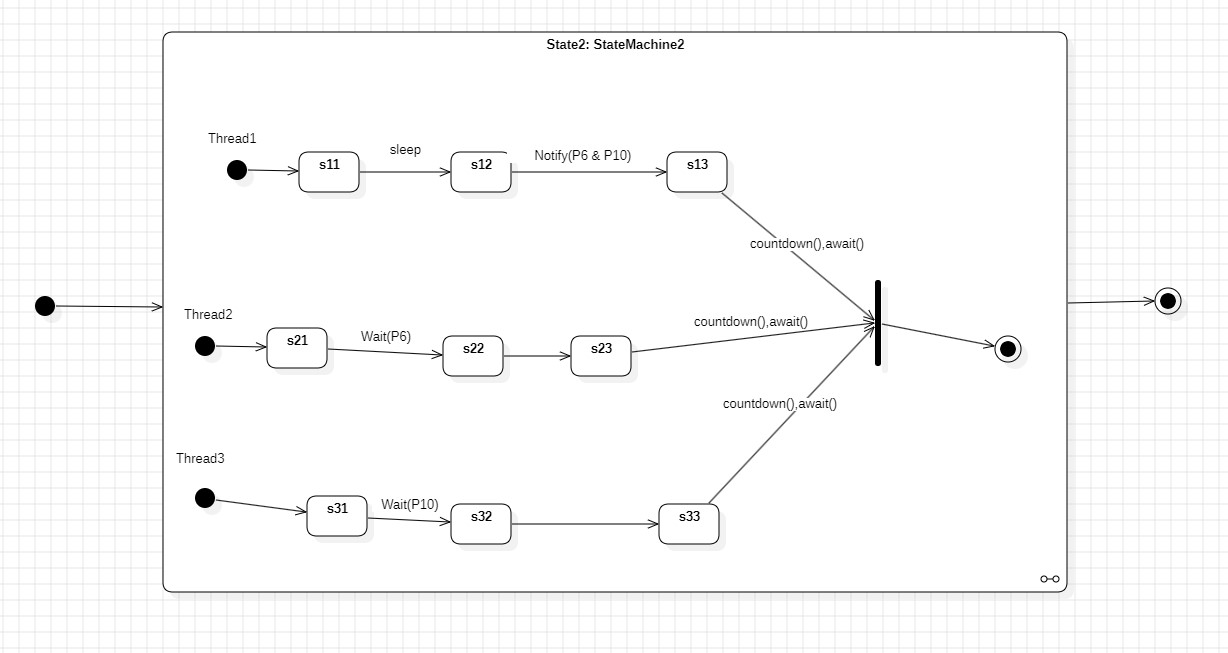 State2: StateMachine2
Thread1
s11
sleep
s12
Notify(P6 & P10)
s13
countdown(),await()
Thread2
s21
Wait(P6)
s22
s23
countdown(),await()
countdown(),await()
Thread3
s31
Wait(P10)
s32
s33